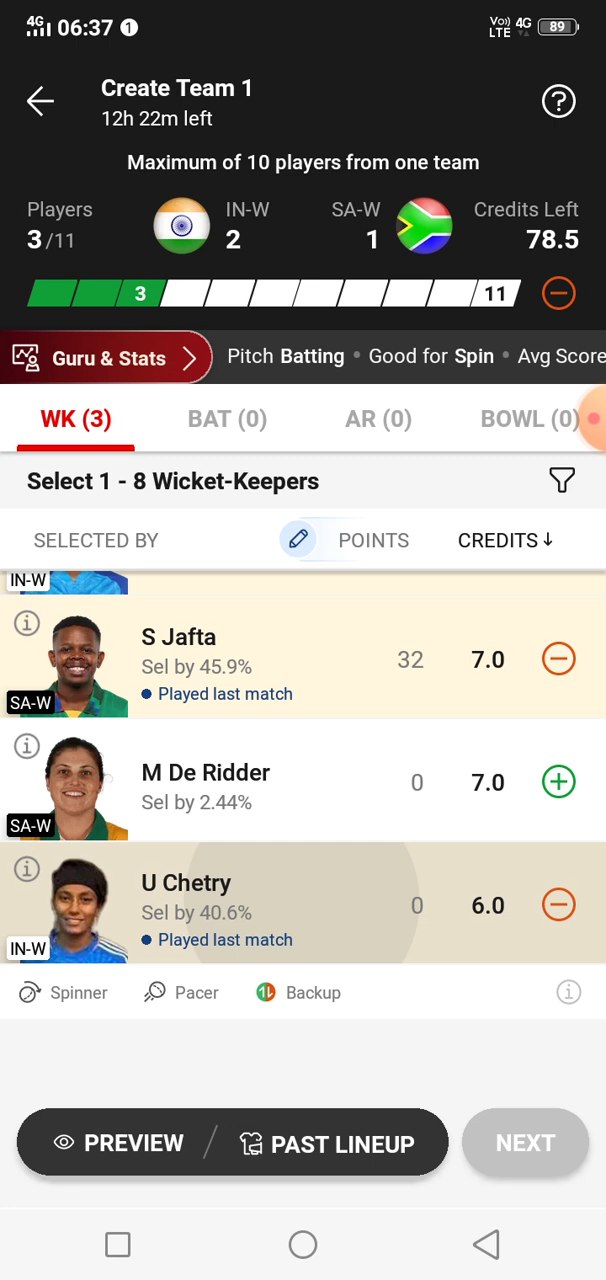 4G 06:37 1 Vo) LTE 4G 89
Create Team 1
12h 22m left
Maximum of 10 players from one team
Players IN-W SA-W Credits Left
3/11 2 1 78.5
3 11
Guru & Stats Pitch Batting • Good for Spin • Avg Score
WK (3) BAT (0) AR (0) BOWL (0)
Select 1 - 8 Wicket-Keepers
SELECTED BY POINTS CREDITS↓
IN-W
S Jafta
Sel by 45.9% 32 7.0
Played last match
SA-W
M De Ridder
Sel by 2.44% 0 7.0
SA-W
U Chetry
Sel by 40.6% 0 6.0
Played last match
IN-W
Spinner Pacer Backup
PREVIEW / PAST LINEUP NEXT